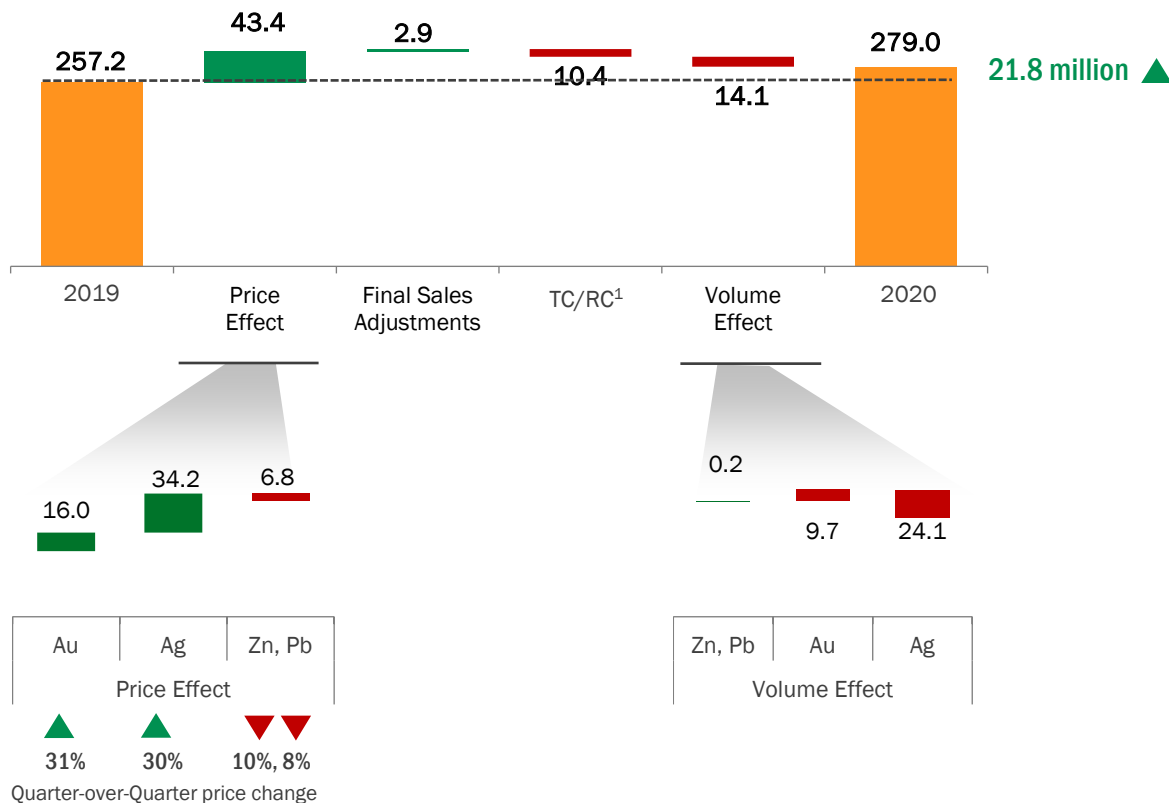 257.2
43.4
2.9
10.4
14.1
279.0
21.8 million
2019
Price
Effect
Final Sales
Adjustments
TC/RC¹
Volume
Effect
2020
16.0
34.2
6.8
0.2
9.7
24.1
Au
Ag
Zn, Pb
Price Effect
Zn, Pb
Au
Ag
Volume Effect
31%
30%
10%, 8%
Quarter-over-Quarter price change